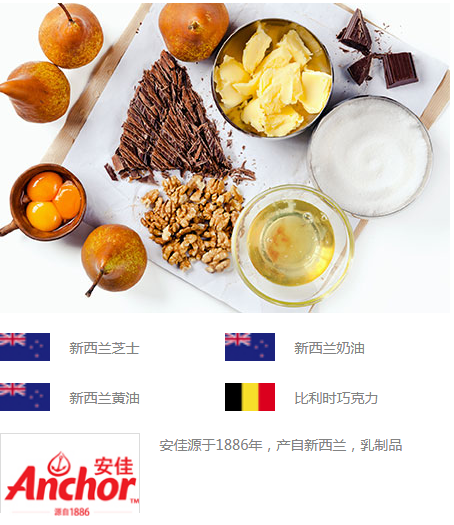 新西兰芝士
新西兰奶油
新西兰黄油
比利时巧克力
安佳源于1886年，产自新西兰，乳制品
安佳
Anchor™
源自1886